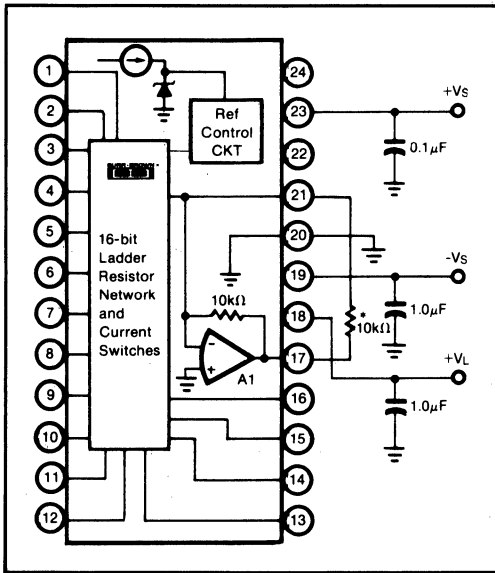 1
2
3
4
5
6
7
8
9
10
11
12
24
23
22
21
20
19
18
17
16
15
14
13
Ref
Control
CKT
BURR-BROWN
16-bit
Ladder
Resistor
Network
and
Current
Switches
10kΩ
-
+
A1
+VS
0.1μF
-VS
1.0μF
*
10kΩ
+VL
1.0μF